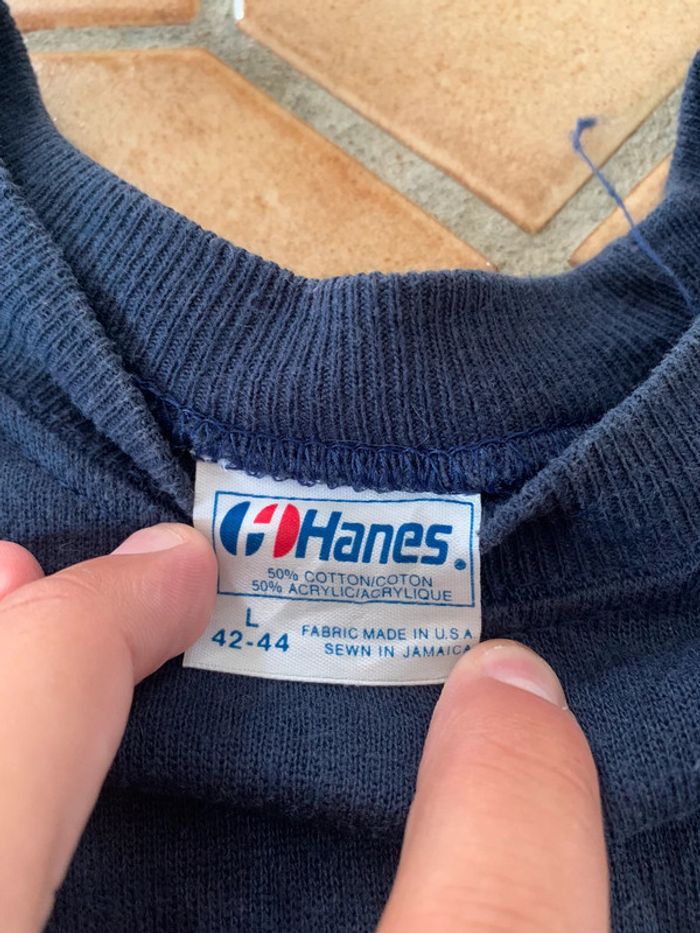 Hanes.
50% COTTON/COTON
50% ACRYLIC/ACRYLIQUE
L
42-44
FABRIC MADE IN U.S.A
SEWN IN JAMAICA